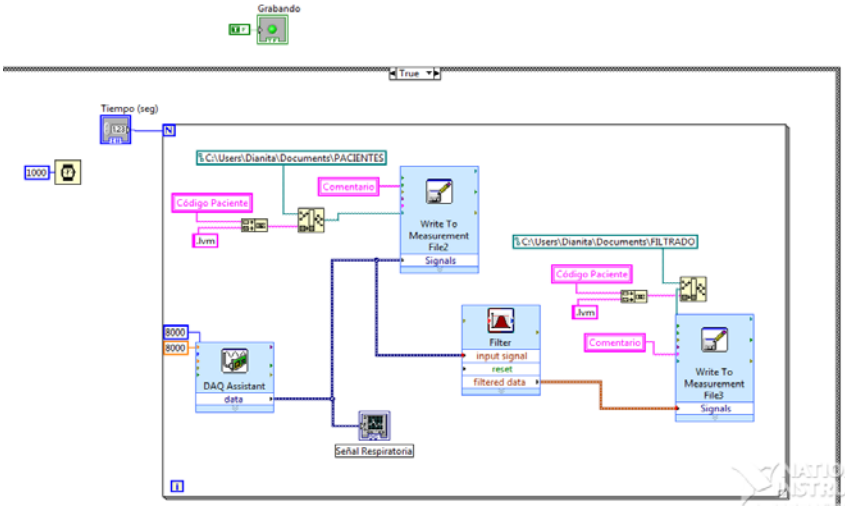 Grabando
True
Tiempo (seg)
123
N
1000
C:\Users\Dianita\Documents\PACIENTES
Comentario
Código Paciente
.lvm
Write To
Measurement
File2
Signals
C:\Users\Dianita\Documents\FILTRADO
Código Paciente
.lvm
Comentario
Write To
Measurement
File3
Signals
Filter
input signal
reset
filtered data
8000
8000
DAQ Assistant
data
Señal Respiratoria
i